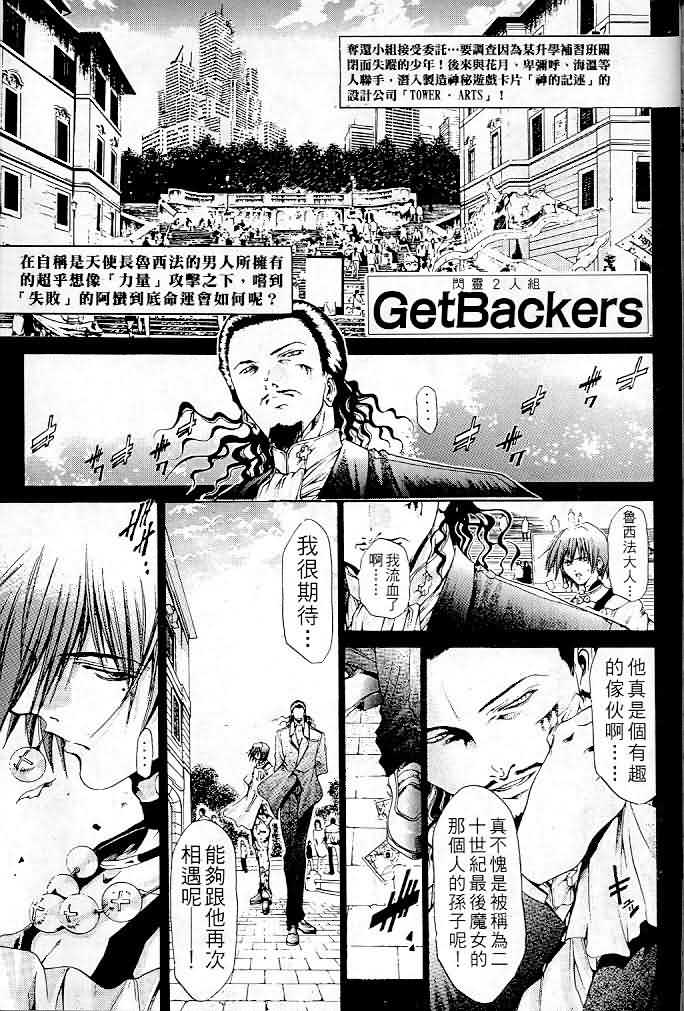 奪還小組接受委託…要調查因為某升學補習班關
閉而失蹤的少年！後來與花月、卑彌呼、海溫等
人聯手，潛入製造神秘遊戲卡片「神的記述」的
設計公司「TOWER・ARTS」！
在自稱是天使長魯西法的男人所擁有
的超乎想像「力量」攻擊之下，嚐到
「失敗」的阿蠻到底命運會如何呢？
閃靈２人組
GetBackers
…
魯西法大人…
我流血了
啊……
我很
期待…
他真是個有趣
的傢伙啊…
真不愧是被稱為二
十世紀最後魔女的
那個人的孫子呢！
能夠跟他再次
相遇呢！
…